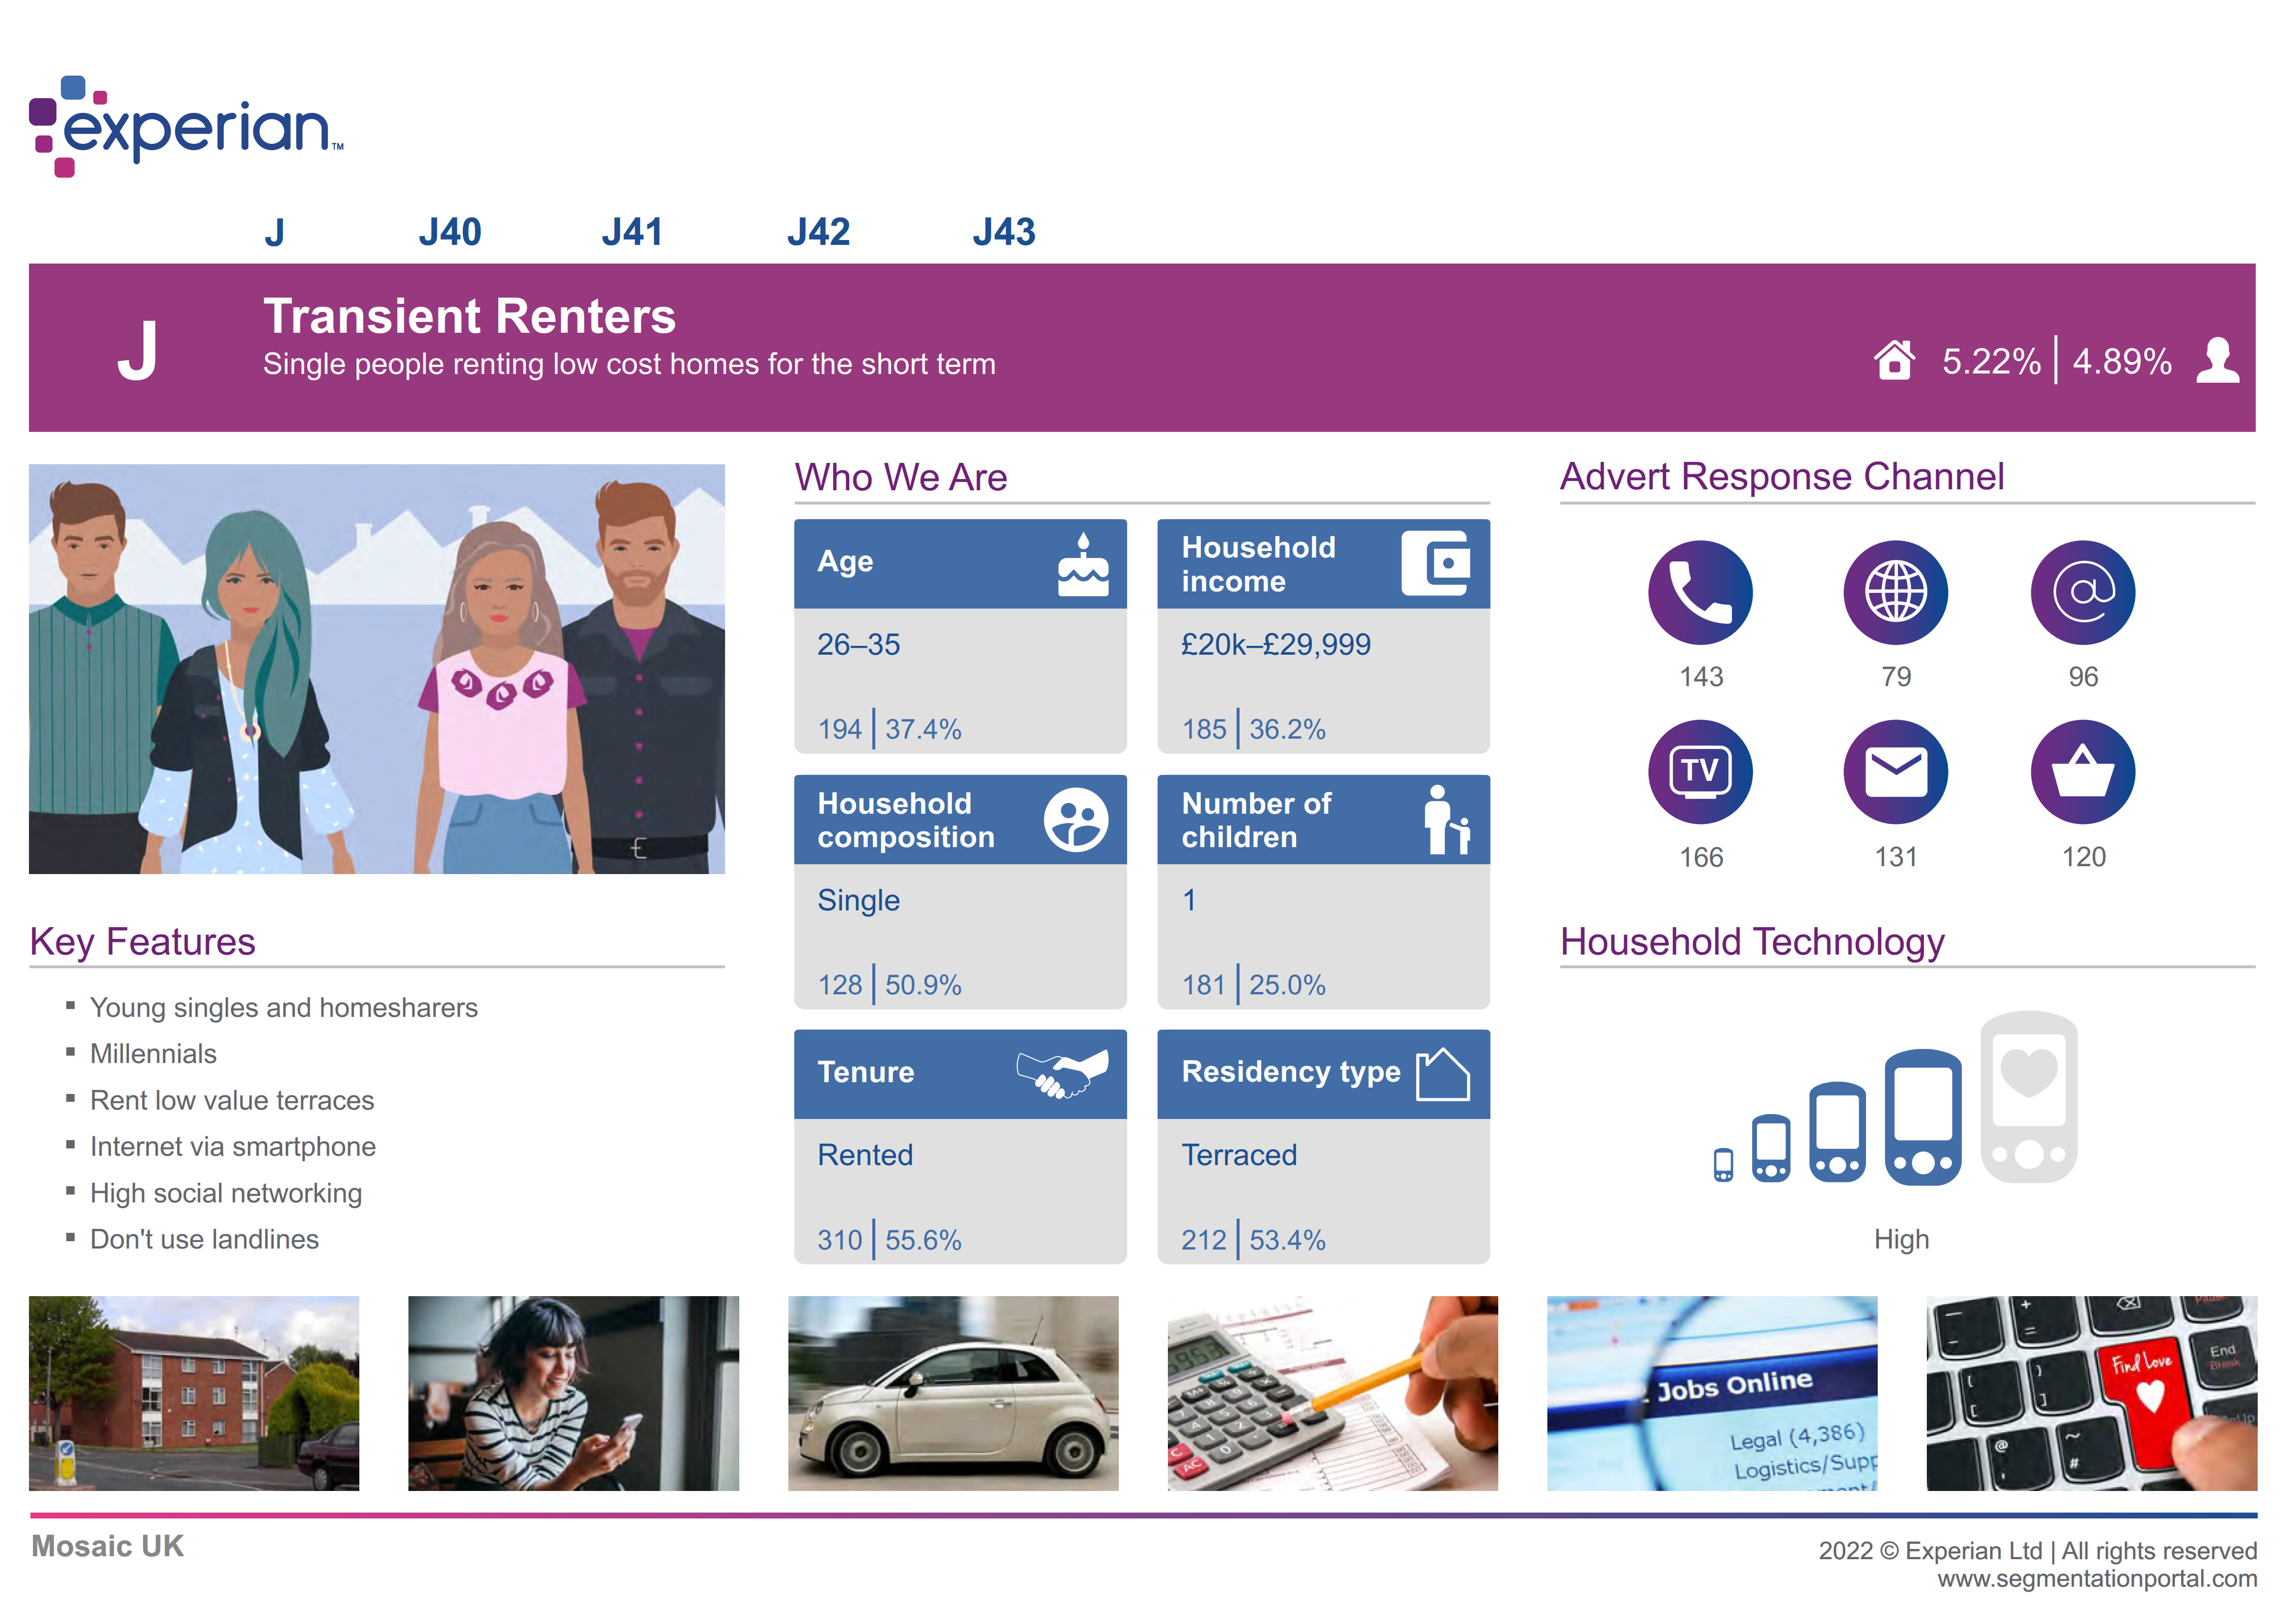 experian™
J J40 J41 J42 J43
J
Transient Renters
Single people renting low cost homes for the short term
5.22% | 4.89%
Who We Are
Age
26–35
194 | 37.4%
Household
income
£20k–£29,999
185 | 36.2%
Household
composition
Single
128 | 50.9%
Number of
children
1
181 | 25.0%
Tenure
Rented
310 | 55.6%
Residency type
Terraced
212 | 53.4%
Advert Response Channel
143
79
@
96
TV
166
131
120
Key Features
▪ Young singles and homesharers
▪ Millennials
▪ Rent low value terraces
▪ Internet via smartphone
▪ High social networking
▪ Don't use landlines
Household Technology
High
AC
Jobs Online
Legal (4,386)
Logistics/Supp
Find Love
End
Break
Mosaic UK
2022 © Experian Ltd | All rights reserved
www.segmentationportal.com